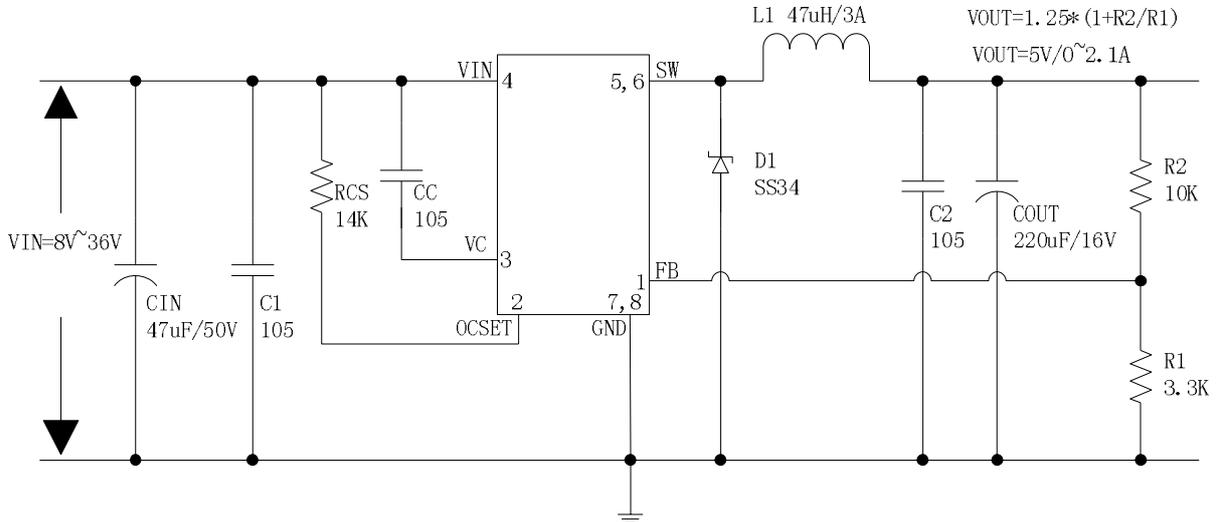 L1 47uH/3A
VOUT=1.25*(1+R2/R1)
VOUT=5V/0~2.1A
VIN
4
5,6
SW
D1
SS34
R2
10K
RCS
14K
CC
105
C2
105
COUT
220uF/16V
VIN=8V~36V
VC
3
FB
1
CIN
47uF/50V
C1
105
2
7,8
OCSET
GND
R1
3.3K